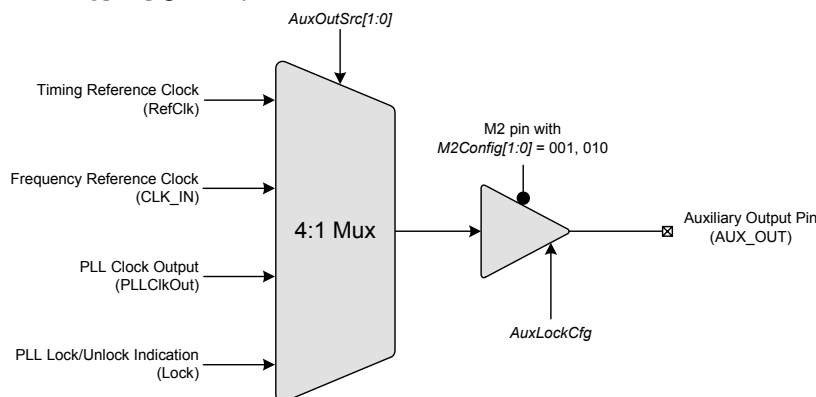 AuxOutSrc[1:0]
Timing Reference Clock
(RefClk)
M2 pin with
M2Config[1:0] = 001, 010
Frequency Reference Clock
(CLK_IN)
4:1 Mux
Auxiliary Output Pin
(AUX_OUT)
PLL Clock Output
(PLLClkOut)
AuxLockCfg
PLL Lock/Unlock Indication
(Lock)